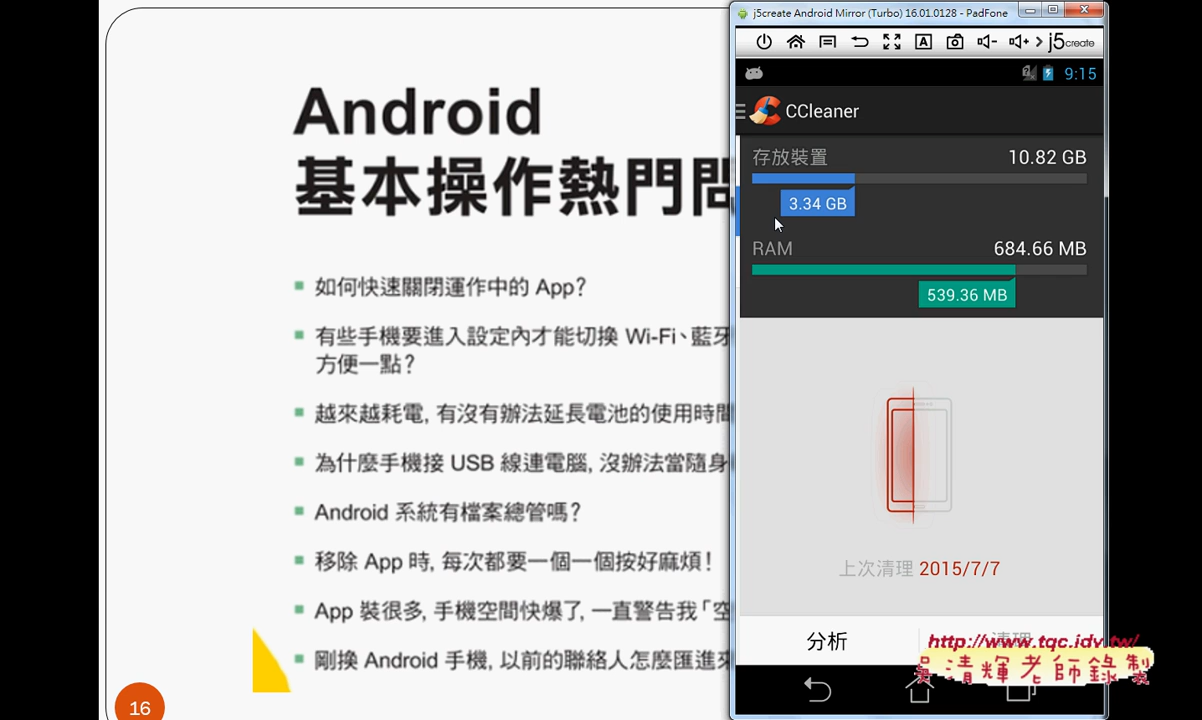 Android
基本操作熱門問
如何快速關閉運作中的 App?
有些手機要進入設定內才能切換 Wi-Fi、藍牙
方便一點?
越來越耗電, 有沒有辦法延長電池的使用時間
為什麼手機接 USB 線連電腦, 沒辦法當隨身
Android 系統有檔案總管嗎?
移除 App 時, 每次都要一個一個按好麻煩!
App 裝很多, 手機空間快爆了, 一直警告我「空
剛換 Android 手機, 以前的聯絡人怎麼匯進來
16
j5create Android Mirror (Turbo) 16.01.0128 - PadFone
A
j5create
9:15
CCleaner
存放裝置 10.82 GB
3.34 GB
RAM 684.66 MB
539.36 MB
上次清理 2015/7/7
分析 清理
http://www.tqc.idv.tw/
吳清輝老師錄製